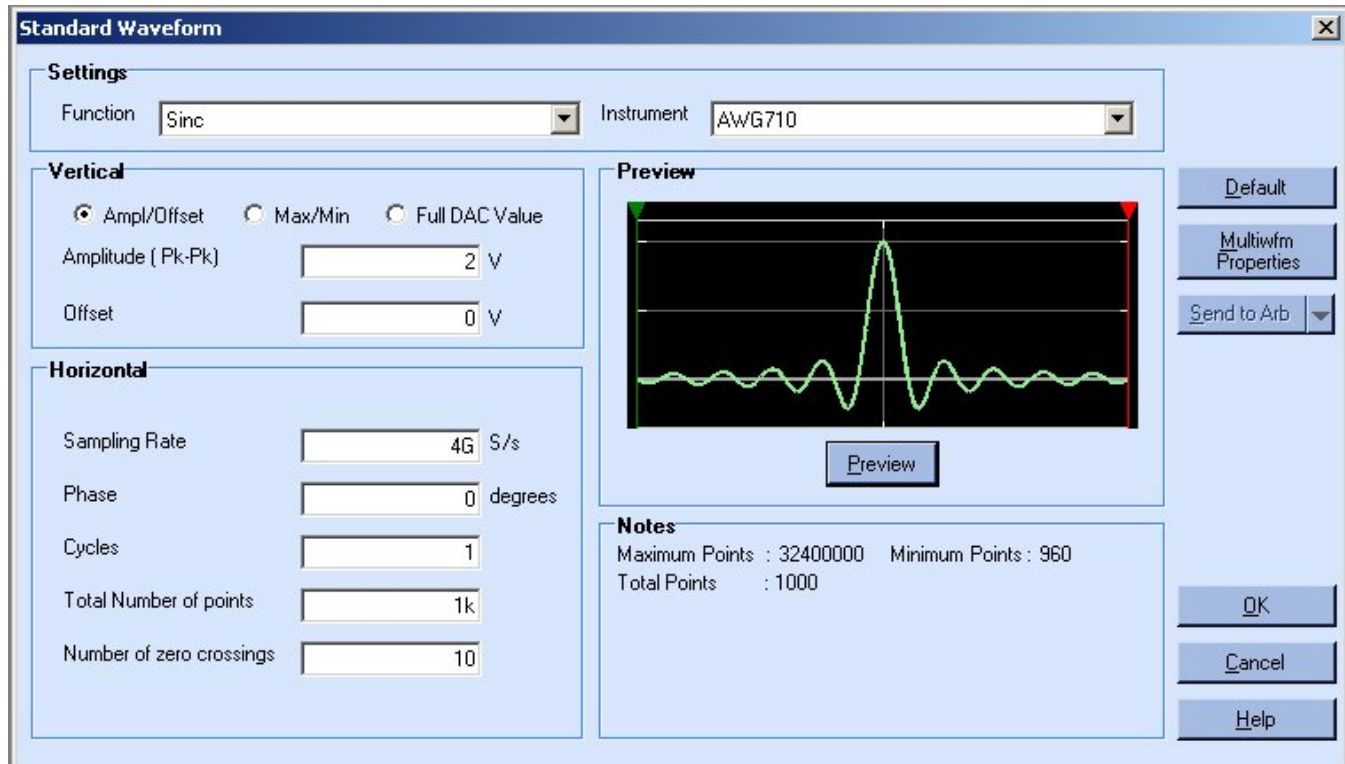 Standard Waveform
Settings
Function Sinc Instrument AWG710
Vertical
Ampl/Offset Max/Min Full DAC Value
Amplitude ( Pk-Pk) 2 V
Offset 0 V
Horizontal
Sampling Rate 4G S/s
Phase 0 degrees
Cycles 1
Total Number of points 1k
Number of zero crossings 10
Preview
Preview
Notes
Maximum Points : 32400000 Minimum Points : 960
Total Points : 1000
Default
Multiwfm
Properties
Send to Arb
OK
Cancel
Help